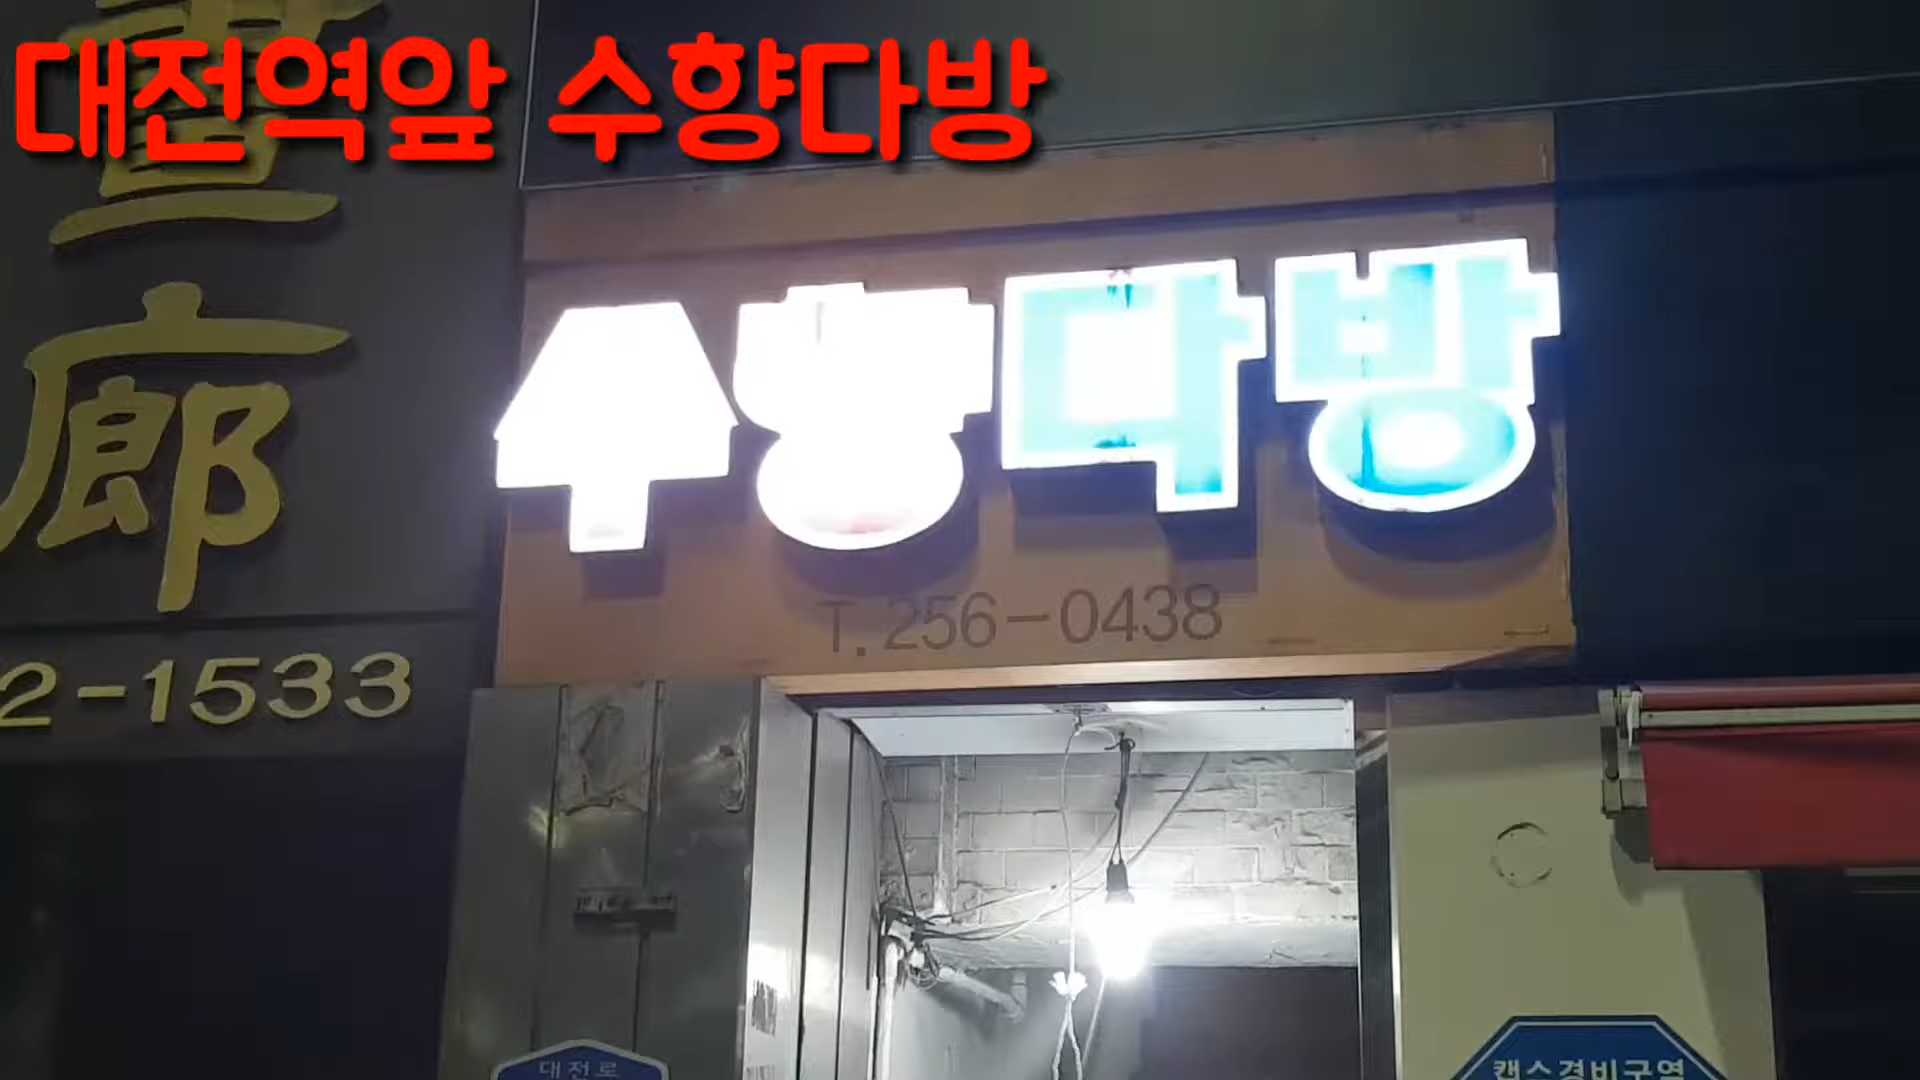 대전역앞 수향다방
畫廊
2-1533
수향다방
T.256-0438
대전로
캡스경비구역